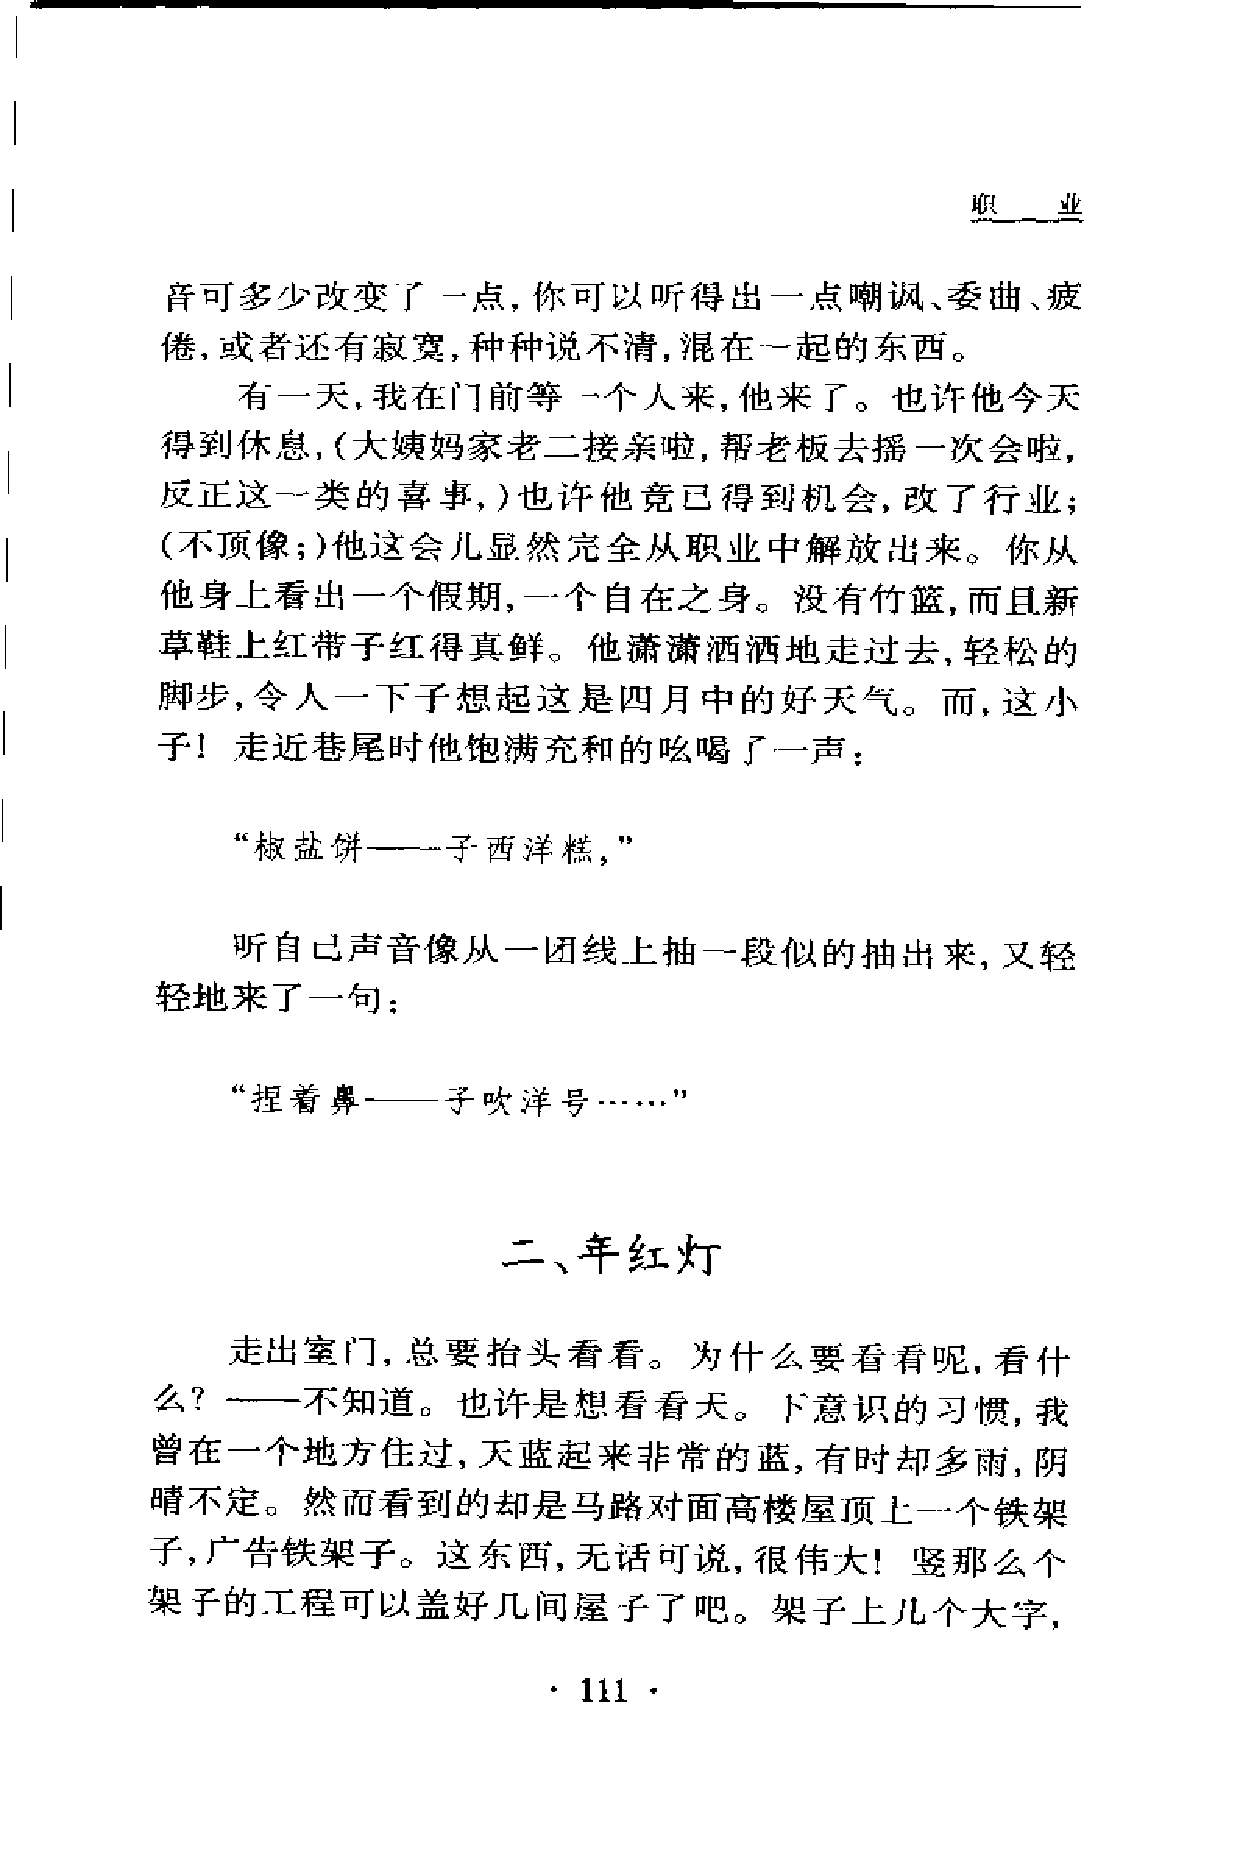 职　业
音可多少改变了一点,你可以听得出一点嘲讽、委曲、疲
倦,或者还有寂寞,种种说不清,混在一起的东西。
有一天,我在门前等一个人来,他来了。也许他今天
得到休息,(大姨妈家老二接亲啦,帮老板去摇一次会啦,
反正这一类的喜事,)也许他竟已得到机会,改了行业;
(不顶像;)他这会儿显然完全从职业中解放出来。你从
他身上看出一个假期,一个自在之身。没有竹篮,而且新
草鞋上红带子红得真鲜。他潇潇洒洒地走过去,轻松的
脚步,令人一下子想起这是四月中的好天气。而,这小
子!走近巷尾时他饱满充和的吆喝了一声:
“椒盐饼——子西洋糕,”
听自己声音像从一团线上抽一段似的抽出来,又轻
轻地来了一句:
“捏着鼻——子吹洋号……”
二、年红灯
走出室门,总要抬头看看。为什么要看看呢,看什
么?——不知道。也许是想看看天。下意识的习惯,我
曾在一个地方住过,天蓝起来非常的蓝,有时却多雨,阴
晴不定。然而看到的却是马路对面高楼屋顶上一个铁架
子,广告铁架子。这东西,无话可说,很伟大!竖那么个
架子的工程可以盖好几间屋子了吧。架子上几个大字,
· 111 ·